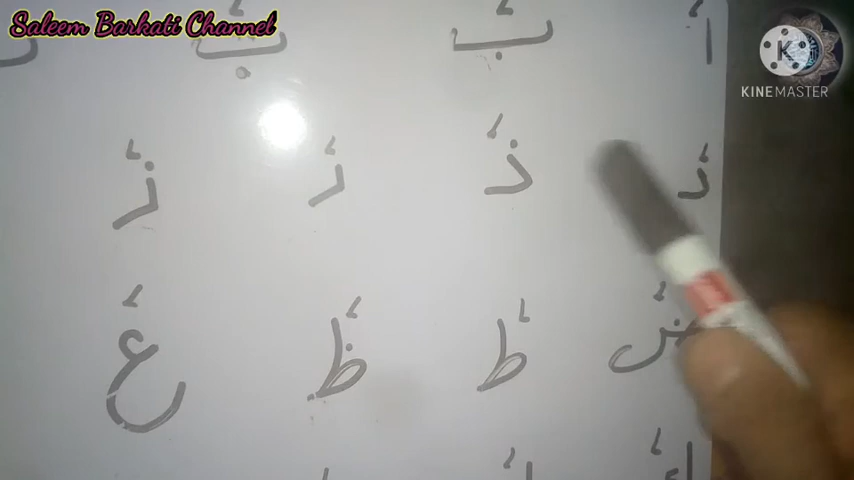 Saleem Barkati Channel
K
KINEMASTER
اُ بُ
دُ ذُ رُ زُ
ضُ طُ ظُ عُ